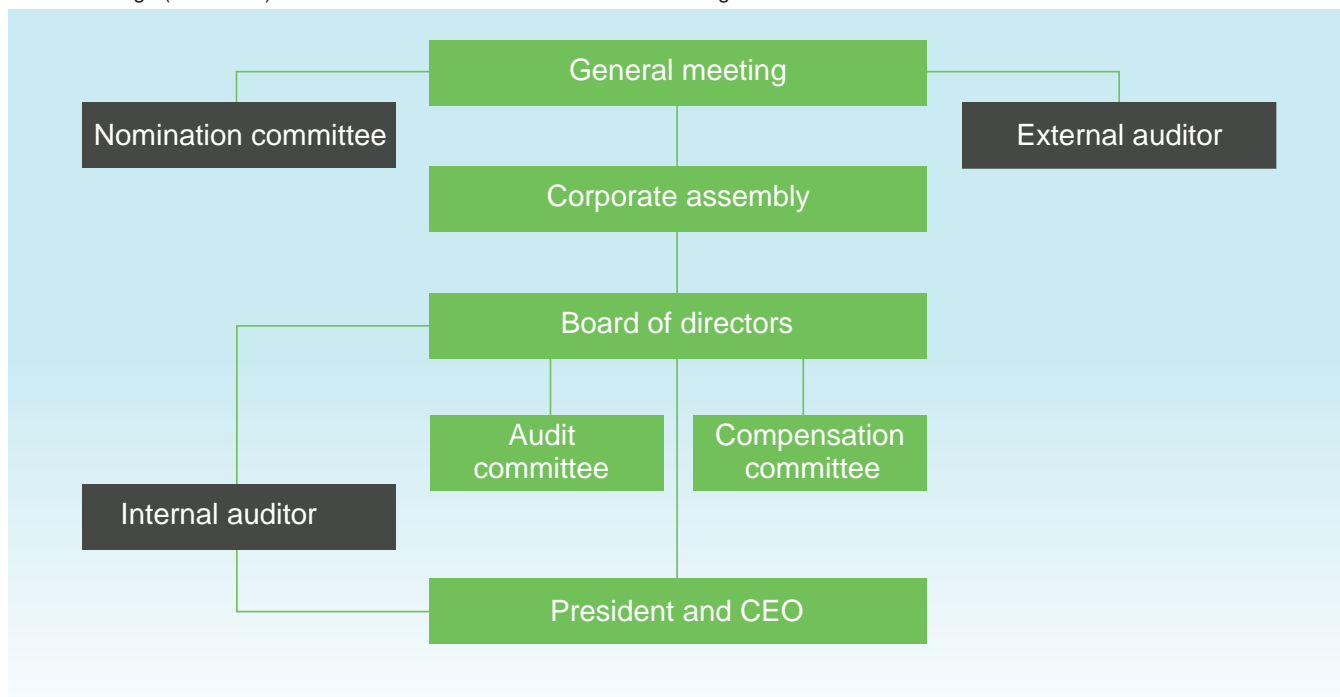 General meeting
Nomination committee
External auditor
Corporate assembly
Board of directors
Audit
committee
Compensation
committee
Internal auditor
President and CEO